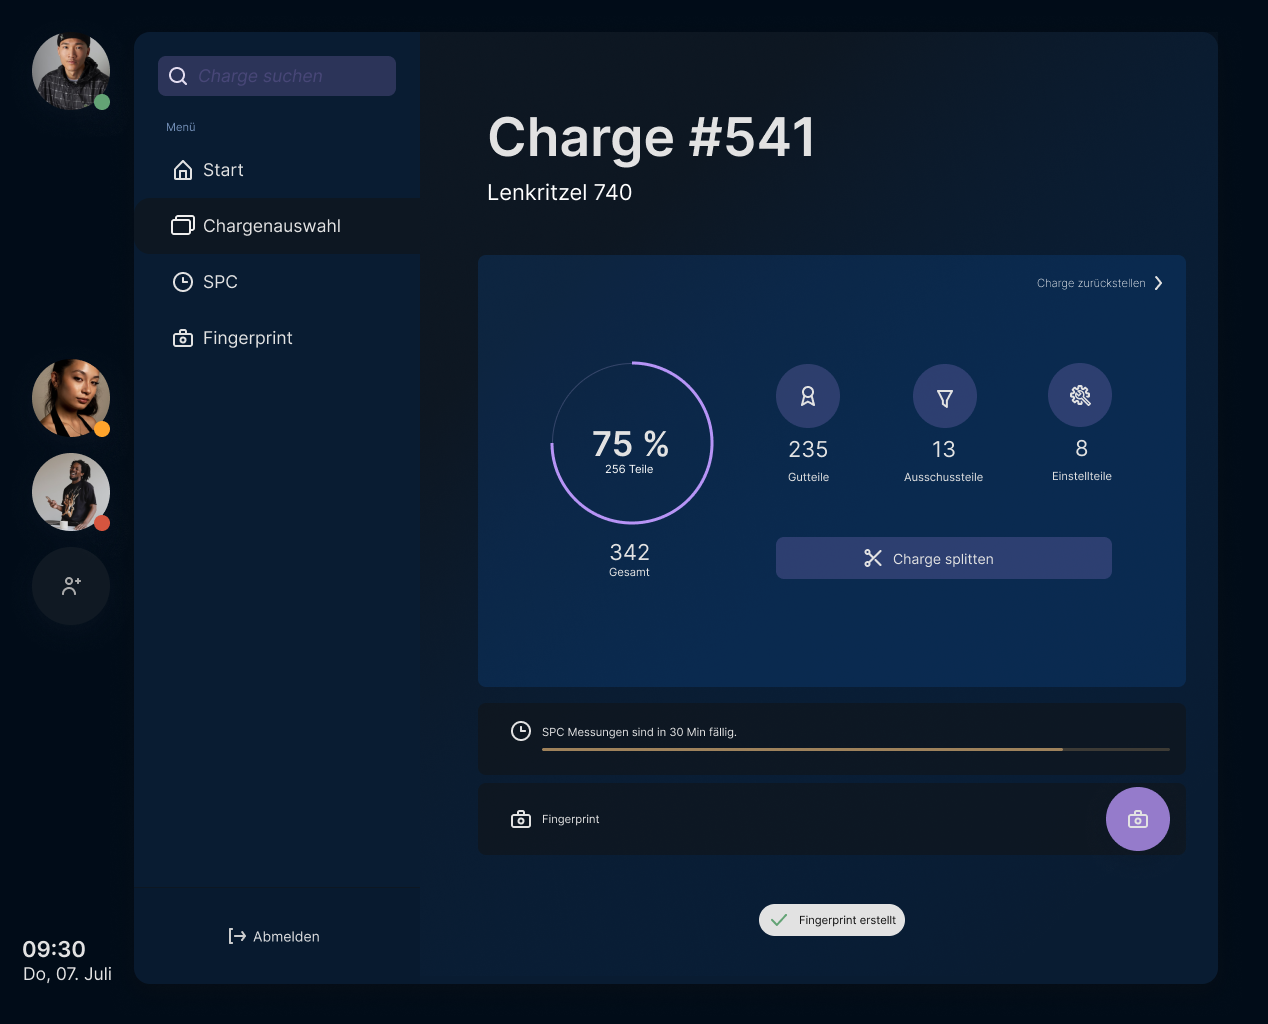 Charge suchen
Menü
Start
Chargenauswahl
SPC
Fingerprint
Abmelden
09:30
Do, 07. Juli
Charge #541
Lenkritzel 740
Charge zurückstellen
75 %
256 Teile
342
Gesamt
235
Gutteile
13
Ausschussteile
8
Einstellteile
Charge splitten
SPC Messungen sind in 30 Min fällig.
Fingerprint
Fingerprint erstellt